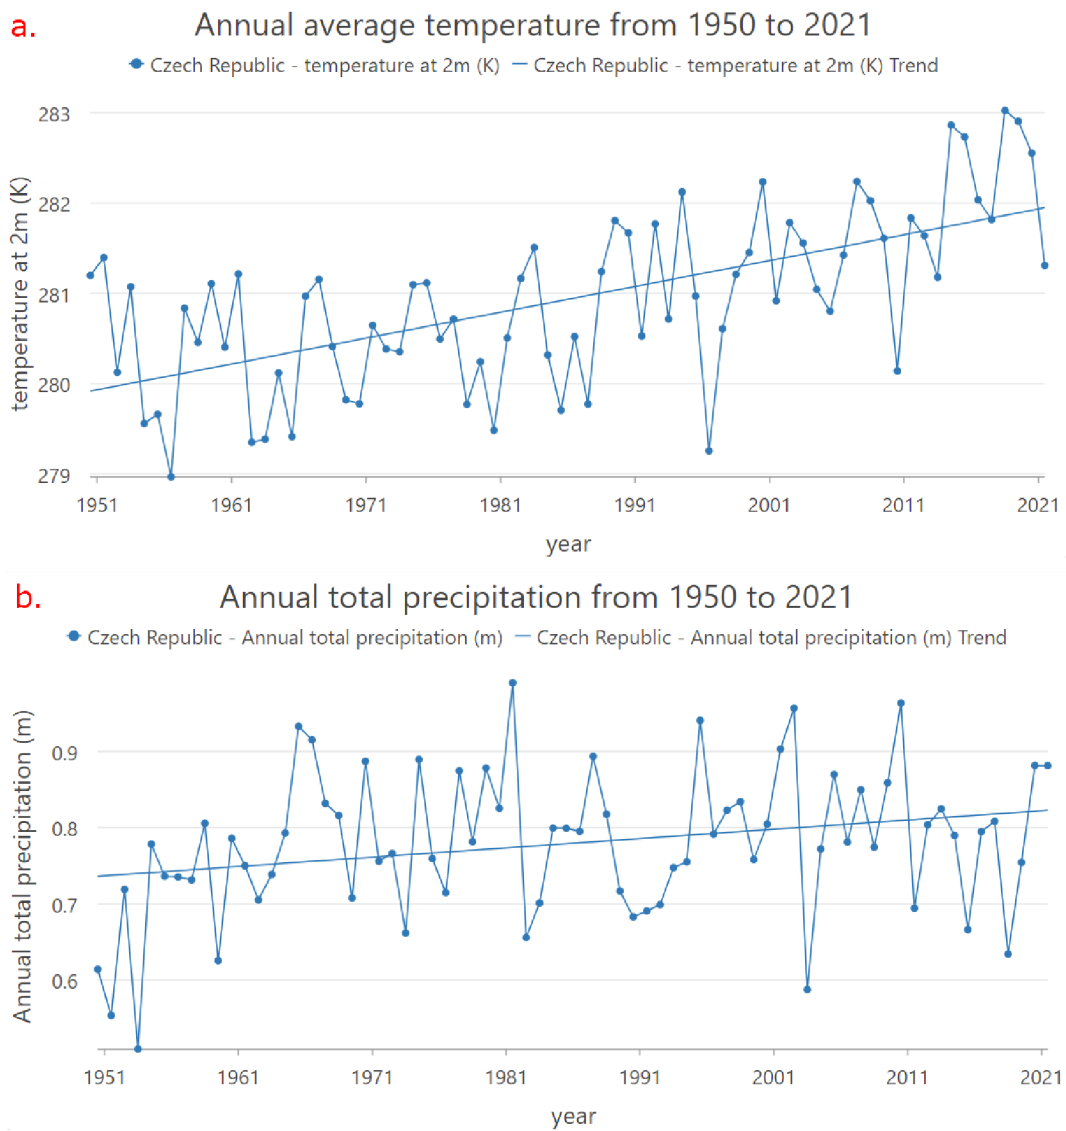 a.
Annual average temperature from 1950 to 2021
Czech Republic - temperature at 2m (K) Czech Republic - temperature at 2m (K) Trend
temperature at 2m (K)
283
282
281
280
279
1951 1961 1971 1981 1991 2001 2011 2021
year
b.
Annual total precipitation from 1950 to 2021
Czech Republic - Annual total precipitation (m) Czech Republic - Annual total precipitation (m) Trend
Annual total precipitation (m)
0.9
0.8
0.7
0.6
1951 1961 1971 1981 1991 2001 2011 2021
year